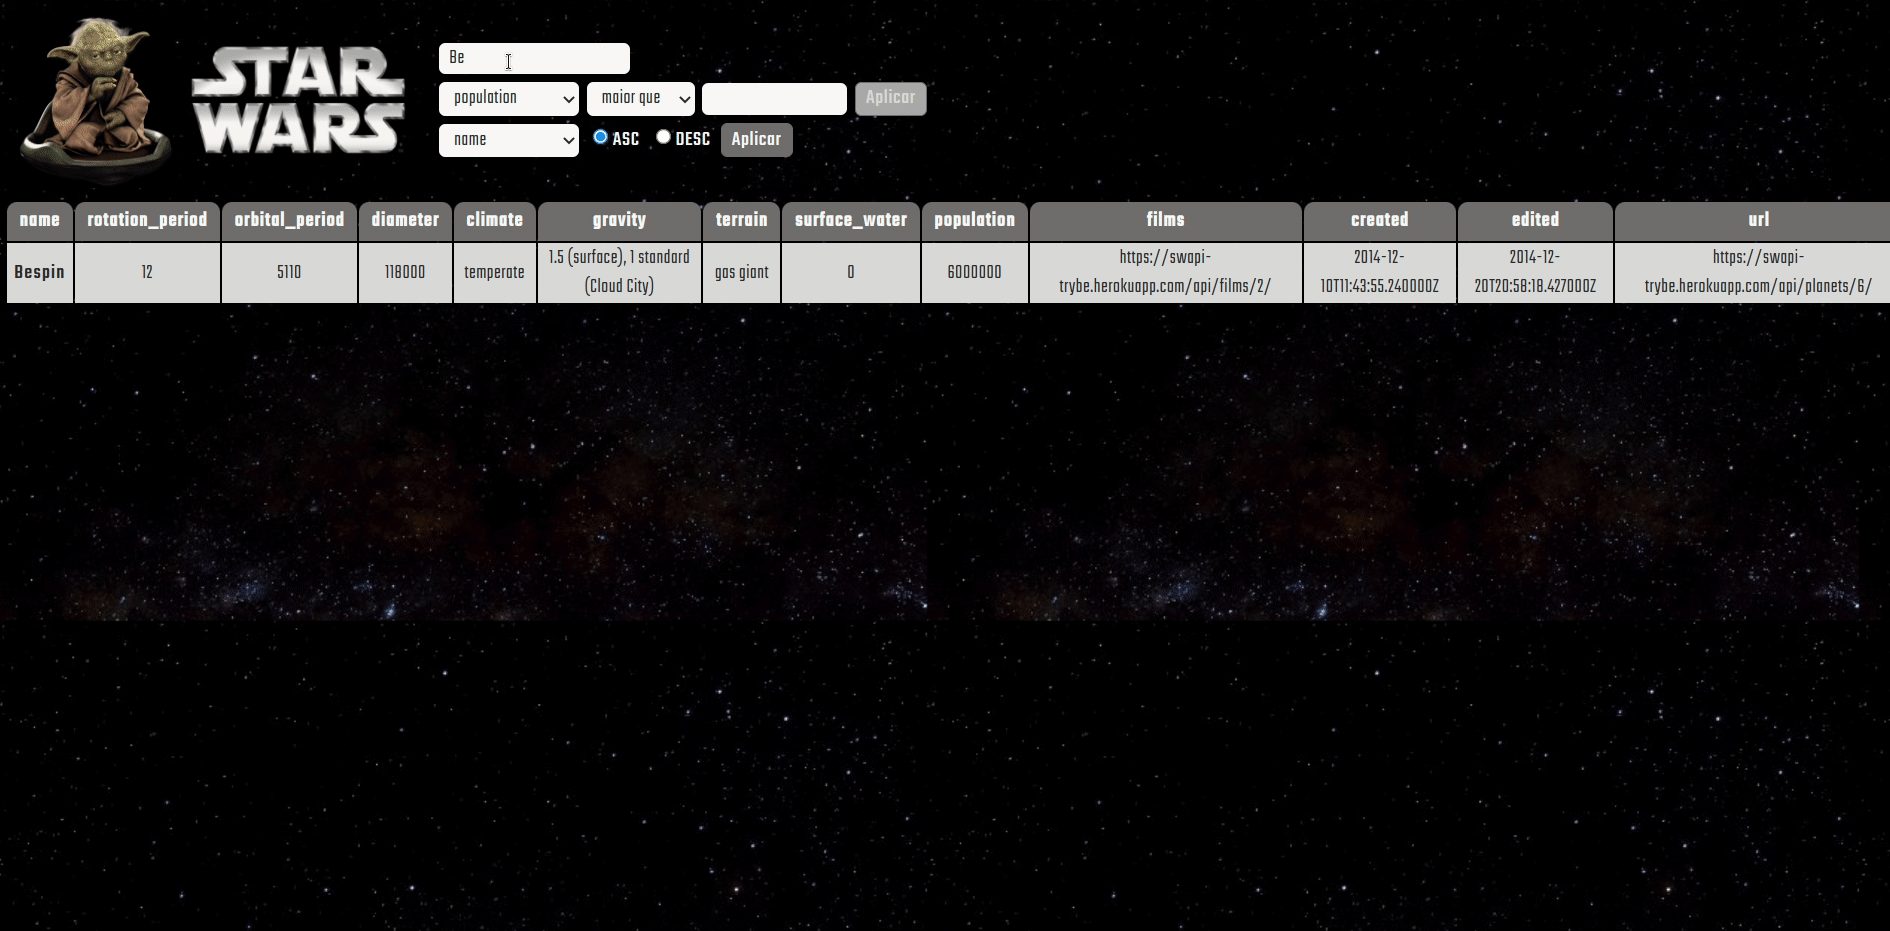 STAR
WARS
Be
population maior que Aplicar
name ASC DESC Aplicar
name rotation_period orbital_period diameter climate gravity terrain surface_water population films created edited url
Bespin 12 5110 118000 temperate 1.5 (surface), 1 standard gas giant 0 6000000 https://swapi- 2014-12- 2014-12- https://swapi-
(Cloud City) trybe.herokuapp.com/api/films/2/ 10T11:43:55.240000Z 20T20:58:18.427000Z trybe.herokuapp.com/api/planets/6/